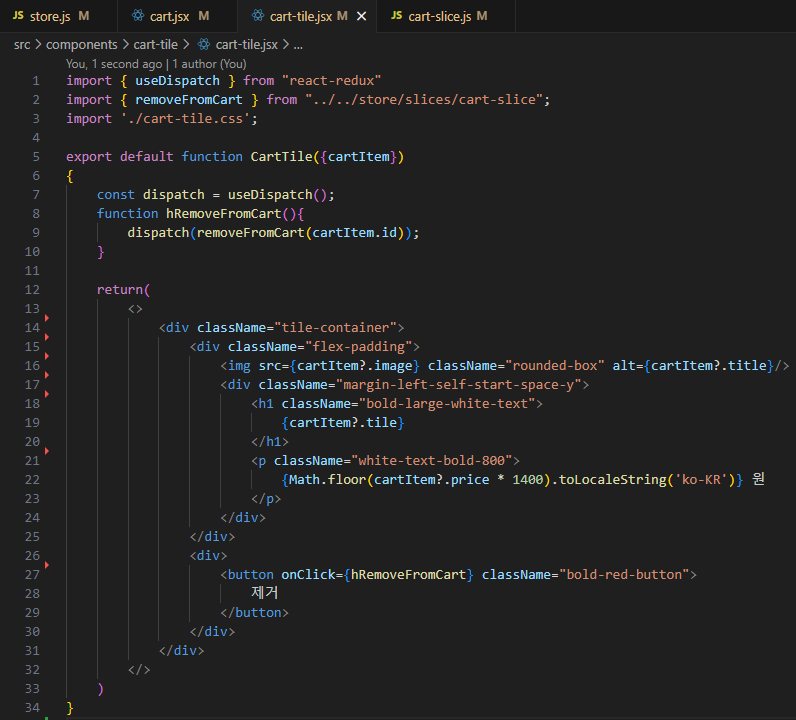 store.js M cart.jsx M cart-tile.jsx M × cart-slice.js M
src > components > cart-tile > cart-tile.jsx > ...
You, 1 second ago | 1 author (You)
1 import { useDispatch } from "react-redux"
2 import { removeFromCart } from "../../store/slices/cart-slice";
3 import './cart-tile.css';
4
5 export default function CartTile({cartItem})
6 {
7 const dispatch = useDispatch();
8 function hRemoveFromCart(){
9 dispatch(removeFromCart(cartItem.id));
10 }
11
12 return(
13 <>
14 <div className="tile-container">
15 <div className="flex-padding">
16 <img src={cartItem?.image} className="rounded-box" alt={cartItem?.title}/>
17 <div className="margin-left-self-start-space-y">
18 <h1 className="bold-large-white-text">
19 {cartItem?.tile}
20 </h1>
21 <p className="white-text-bold-800">
22 {Math.floor(cartItem?.price * 1400).toLocaleString('ko-KR')} 원
23 </p>
24 </div>
25 </div>
26 <div>
27 <button onClick={hRemoveFromCart} className="bold-red-button">
28 제거
29 </button>
30 </div>
31 </div>
32 </>
33 )
34 }